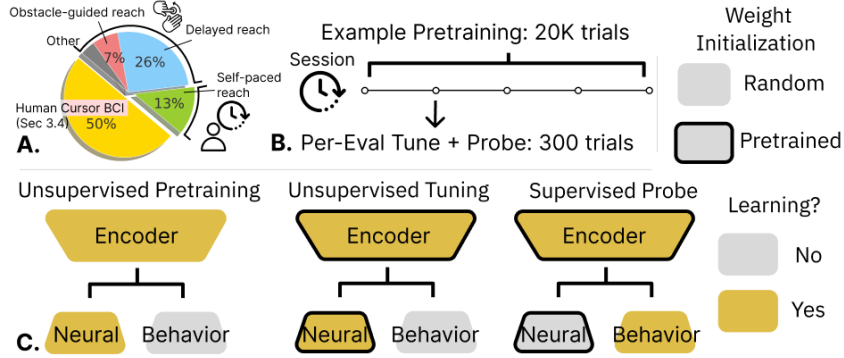 Obstacle-guided reach
Delayed reach
Other
7%
26%
Self-paced
reach
13%
Human Cursor BCI
(Sec 3.4)
50%
A.
Example Pretraining: 20K trials
Session
B. Per-Eval Tune + Probe: 300 trials
Weight
Initialization
Random
Pretrained
Unsupervised Pretraining
Encoder
Neural
Behavior
Unsupervised Tuning
Encoder
Neural
Behavior
Supervised Probe
Encoder
Neural
Behavior
C.
Learning?
No
Yes